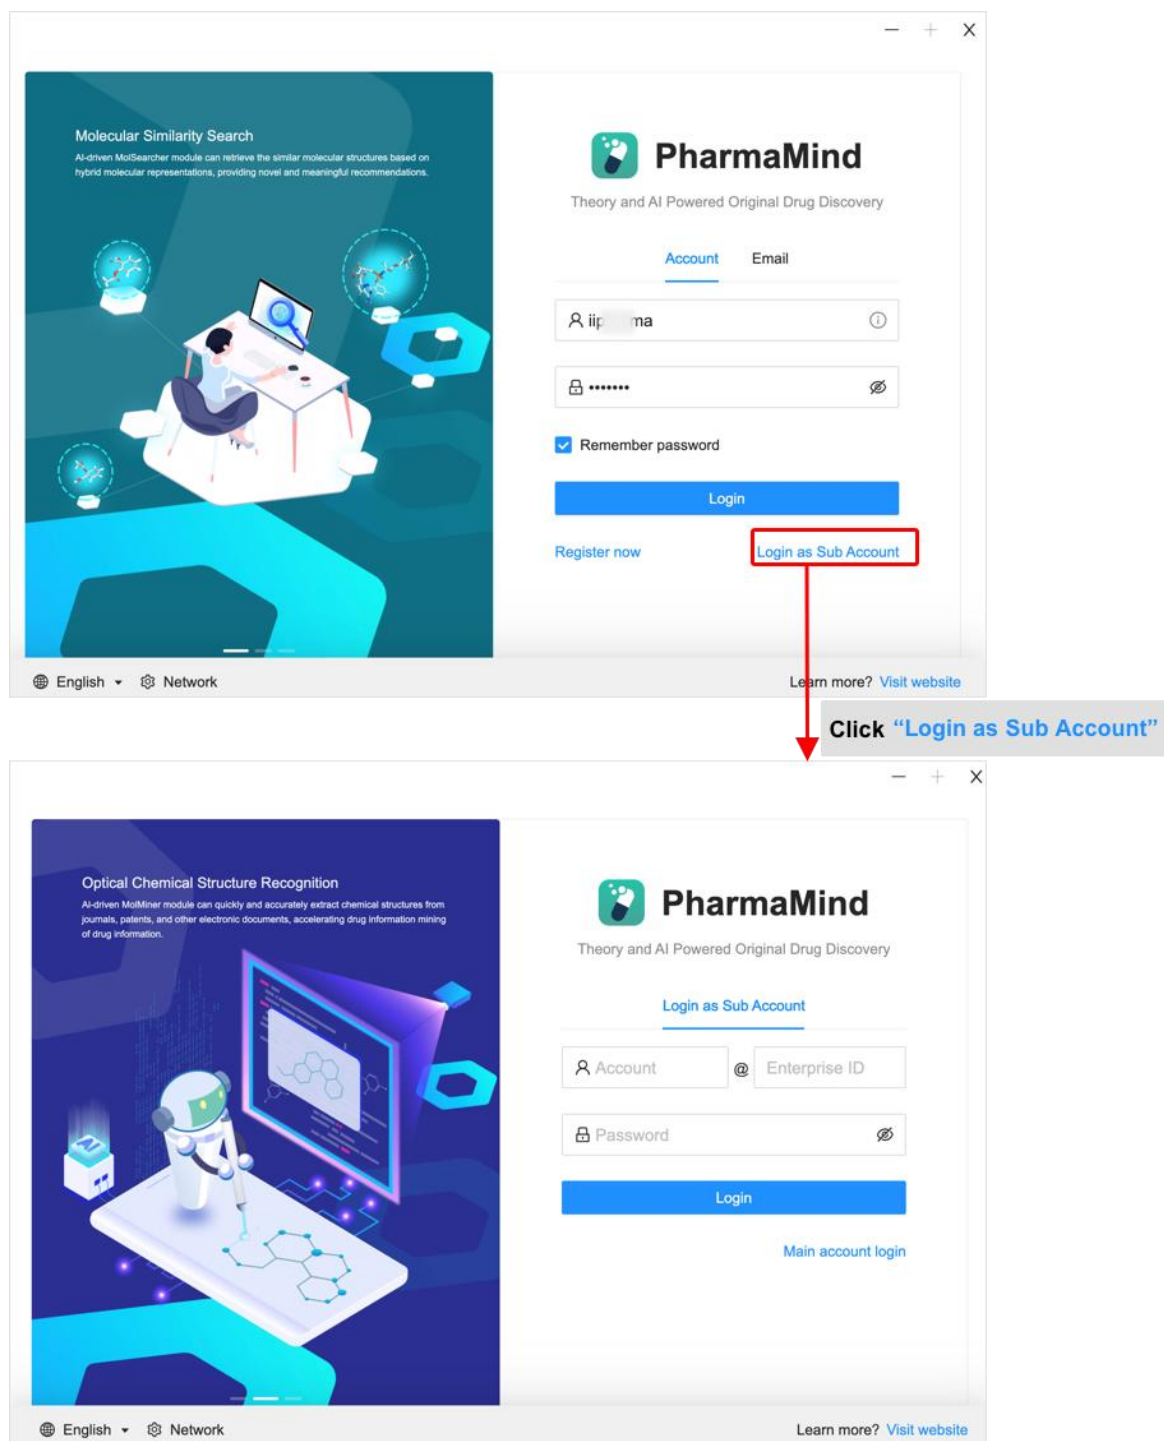 Molecular Similarity Search
AI-driven MolSearcher module can retrieve the similar molecular structures based on
hybrid molecular representations, providing novel and meaningful recommendations.
PharmaMind
Theory and AI Powered Original Drug Discovery
Account Email
iip ma
•••••••
Remember password
Login
Register now Login as Sub Account
English Network Learn more? Visit website
Click “Login as Sub Account”
Optical Chemical Structure Recognition
AI-driven MolMiner module can quickly and accurately extract chemical structures from
journals, patents, and other electronic documents, accelerating drug information mining
of drug information.
AI
PharmaMind
Theory and AI Powered Original Drug Discovery
Login as Sub Account
Account @ Enterprise ID
Password
Login
Main account login
English Network Learn more? Visit website